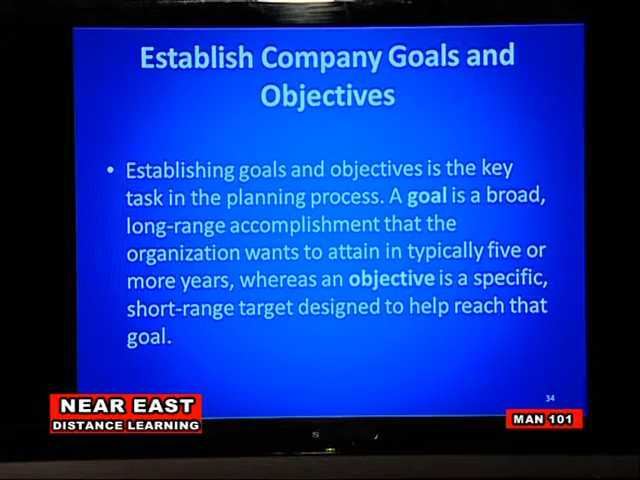 Establish Company Goals and
Objectives
• Establishing goals and objectives is the key
task in the planning process. A goal is a broad,
long-range accomplishment that the
organization wants to attain in typically five or
more years, whereas an objective is a specific,
short-range target designed to help reach that
goal.
34
NEAR EAST
DISTANCE LEARNING
MAN 101